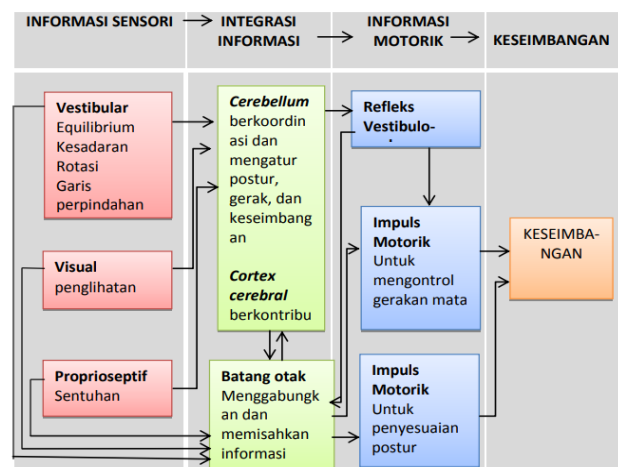 INFORMASI SENSORI
INTEGRASI
INFORMASI
INFORMASI
MOTORIK
KESEIMBANGAN
Vestibular
Equilibrium
Kesadaran
Rotasi
Garis
perpindahan
Visual
penglihatan
Proprioseptif
Sentuhan
Cerebellum
berkoordin
asi dan
mengatur
postur,
gerak, dan
keseimbang
an
Cortex
cerebral
berkontribu
Batang otak
Menggabungk
an dan
memisahkan
informasi
Refleks
Vestibulo-
Impuls
Motorik
Untuk
mengontrol
gerakan mata
Impuls
Motorik
Untuk
penyesuaian
postur
KESEIMBA-
NGAN